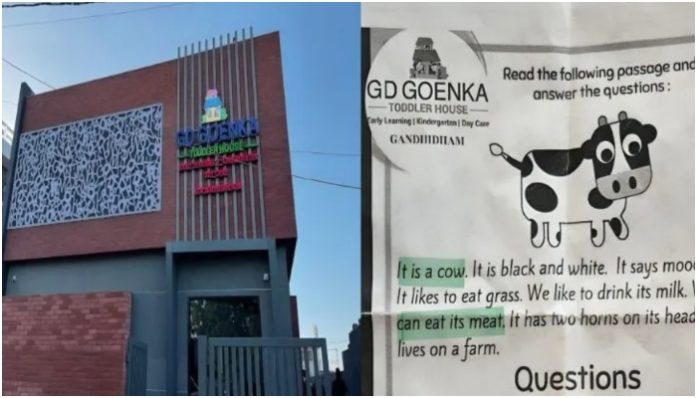 GD GOENKA
TODDLER HOUSE
GD GOENKA
TODDLER HOUSE
Early Learning | Kindergarten | Day Care
GANDHIDHAM
Read the following passage and
answer the questions :
It is a cow. It is black and white. It says moo
It likes to eat grass. We like to drink its milk.
can eat its meat. It has two horns on its head
lives on a farm.
Questions